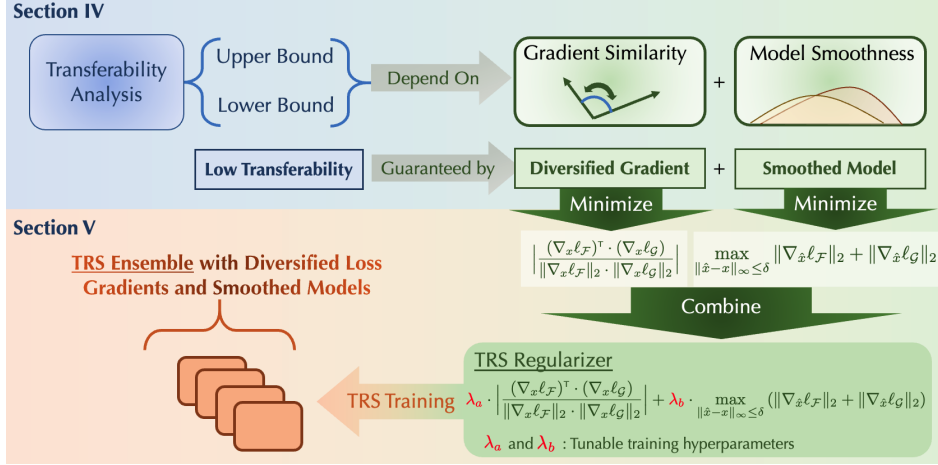 Section IV
Transferability
Analysis
Upper Bound
Lower Bound
Depend On
Gradient Similarity
+
Model Smoothness
Low Transferability
Guaranteed by
Diversified Gradient
+
Smoothed Model
Minimize
Minimize
Section V
| (∇ₓℓ_𝓕)ᵀ · (∇ₓℓ_𝓖) / ‖∇ₓℓ_𝓕‖₂ · ‖∇ₓℓ_𝓖‖₂ |
max_{‖x̂−x‖_∞≤δ} ‖∇_x̂ ℓ_𝓕‖₂ + ‖∇_x̂ ℓ_𝓖‖₂
Combine
TRS Ensemble with Diversified Loss
Gradients and Smoothed Models
TRS Training
TRS Regularizer
λₐ · | (∇ₓℓ_𝓕)ᵀ · (∇ₓℓ_𝓖) / ‖∇ₓℓ_𝓕‖₂ · ‖∇ₓℓ_𝓖‖₂ | + λ_b · max_{‖x̂−x‖_∞≤δ} (‖∇_x̂ ℓ_𝓕‖₂ + ‖∇_x̂ ℓ_𝓖‖₂)
λₐ and λ_b : Tunable training hyperparameters